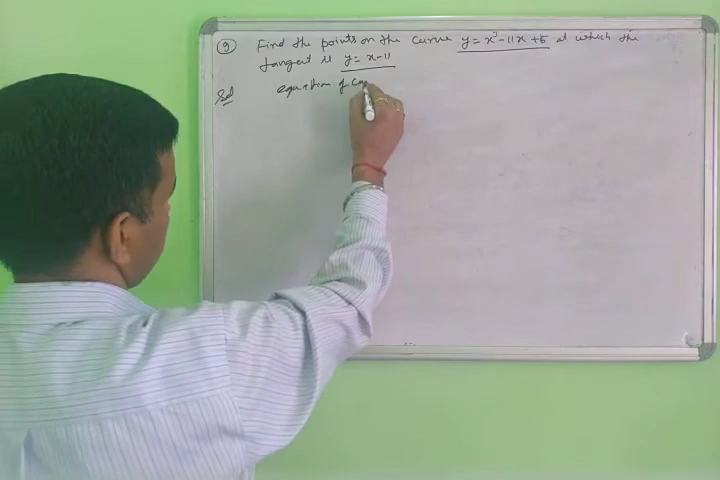 9 Find the points on the curve y = x³ - 11x + 5 at which the
tangent is y = x - 11
Sol equation of cu